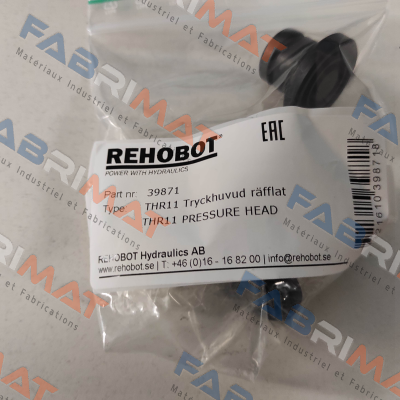 REHOBOT
POWER WITH HYDRAULICS
EAC
Part nr: 39871
Type: THR11 Tryckhuvud räfflat
THR11 PRESSURE HEAD
REHOBOT Hydraulics AB
www.rehobot.se | T: +46 (0)16 - 16 82 00 | info@rehobot.se
FABRIMAT
Materiaux Industriel et Fabrications